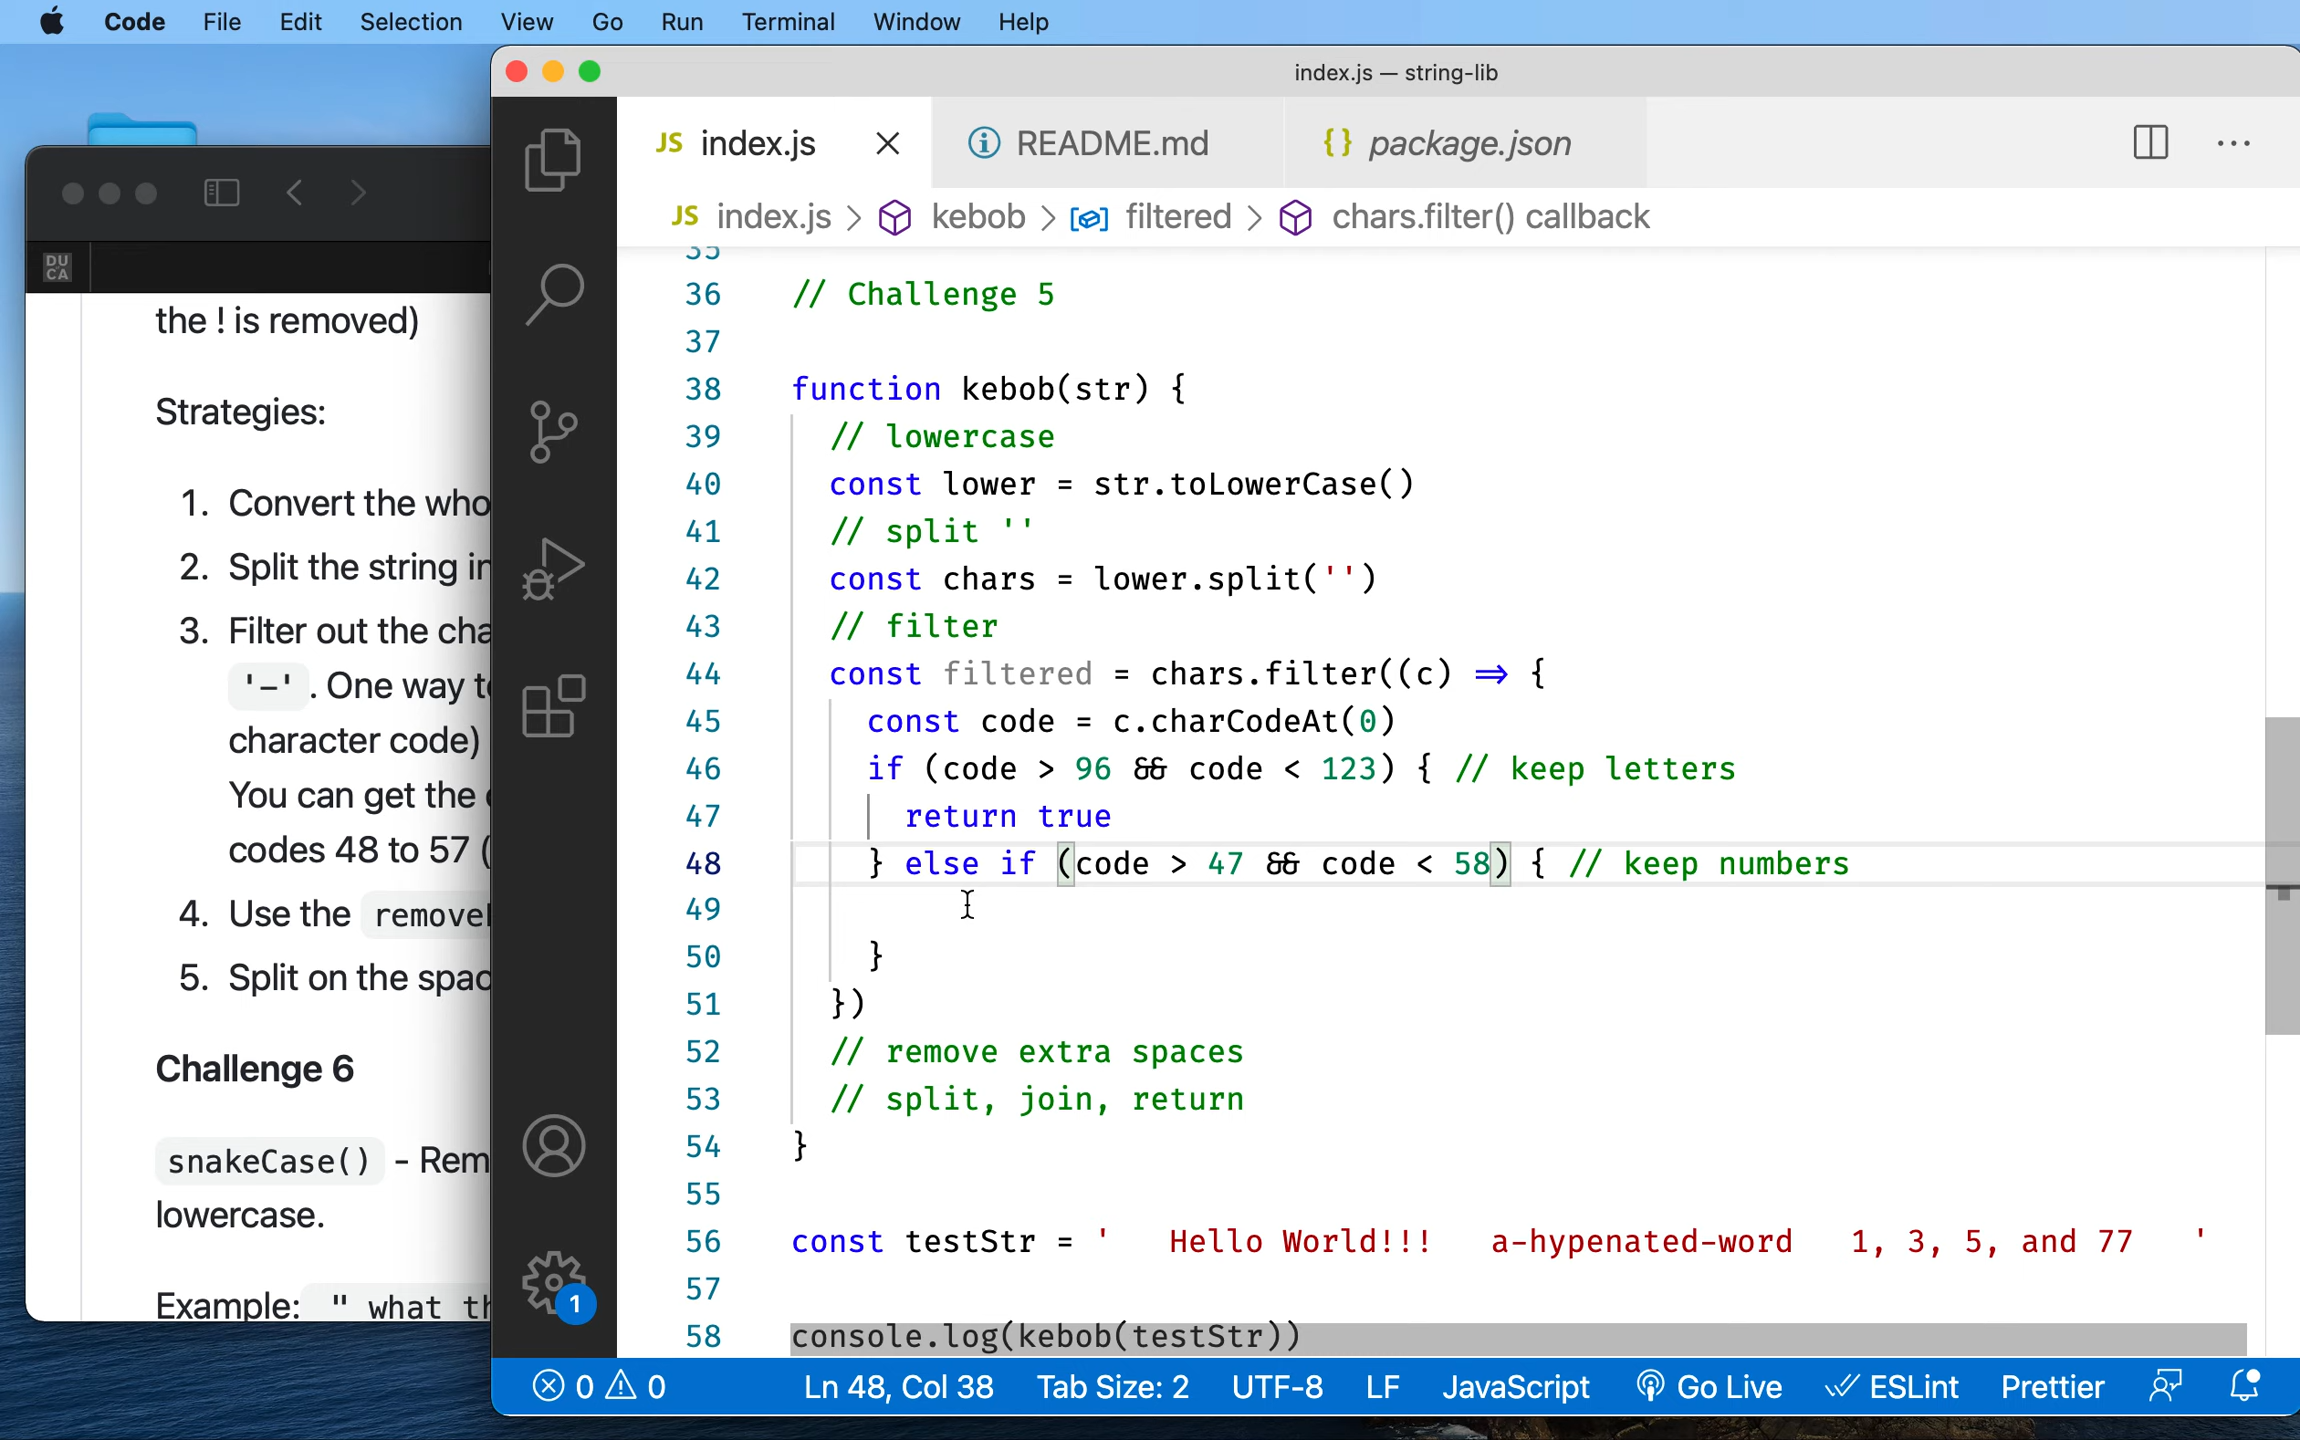 Code File Edit Selection View Go Run Terminal Window Help
index.js — string-lib
JS index.js README.md {} package.json
JS index.js > kebob > filtered > chars.filter() callback
DU
CA
the ! is removed)
Strategies:
1. Convert the who
2. Split the string in
3. Filter out the cha
'-' . One way to
character code)
You can get the
codes 48 to 57 (
4. Use the remove
5. Split on the spac
Challenge 6
snakeCase() - Rem
lowercase.
Example: " what th
35
36 // Challenge 5
37
38 function kebob(str) {
39 // lowercase
40 const lower = str.toLowerCase()
41 // split ''
42 const chars = lower.split('')
43 // filter
44 const filtered = chars.filter((c) => {
45 const code = c.charCodeAt(0)
46 if (code > 96 && code < 123) { // keep letters
47 return true
48 } else if (code > 47 && code < 58) { // keep numbers
49
50 }
51 })
52 // remove extra spaces
53 // split, join, return
54 }
55
56 const testStr = '   Hello World!!!   a-hypenated-word   1, 3, 5, and 77   '
57
58 console.log(kebob(testStr))
1
0 0 Ln 48, Col 38 Tab Size: 2 UTF-8 LF JavaScript Go Live ESLint Prettier